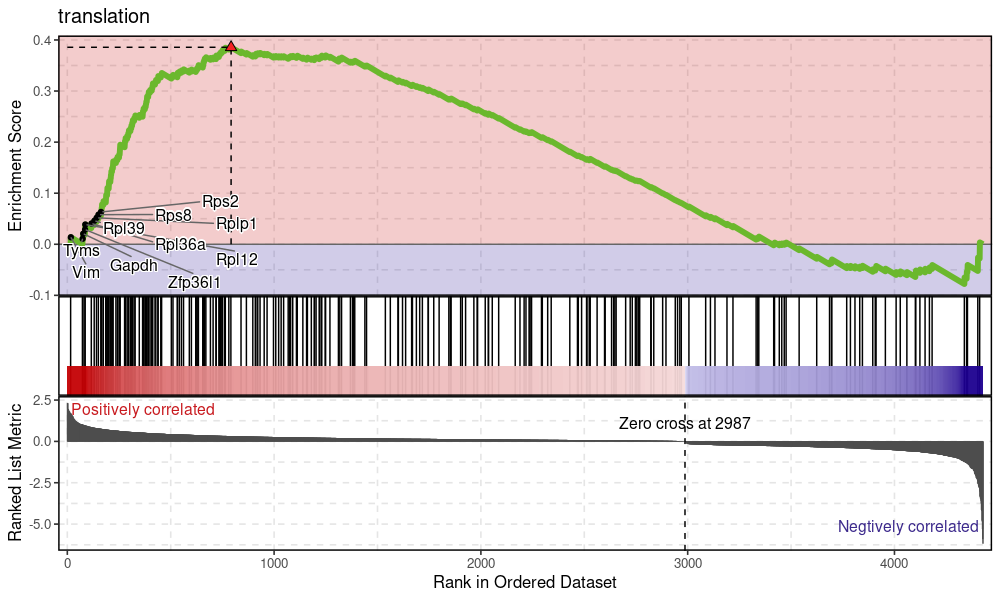 translation
Enrichment Score
0.4
0.3
0.2
0.1
0.0
-0.1
Rps2
Rps8
Rplp1
Rpl39
Rpl36a
Tyms
Rpl12
Gapdh
Vim
Zfp36l1
Ranked List Metric
2.5
0.0
-2.5
-5.0
Positively correlated
Zero cross at 2987
Negtively correlated
0 1000 2000 3000 4000
Rank in Ordered Dataset